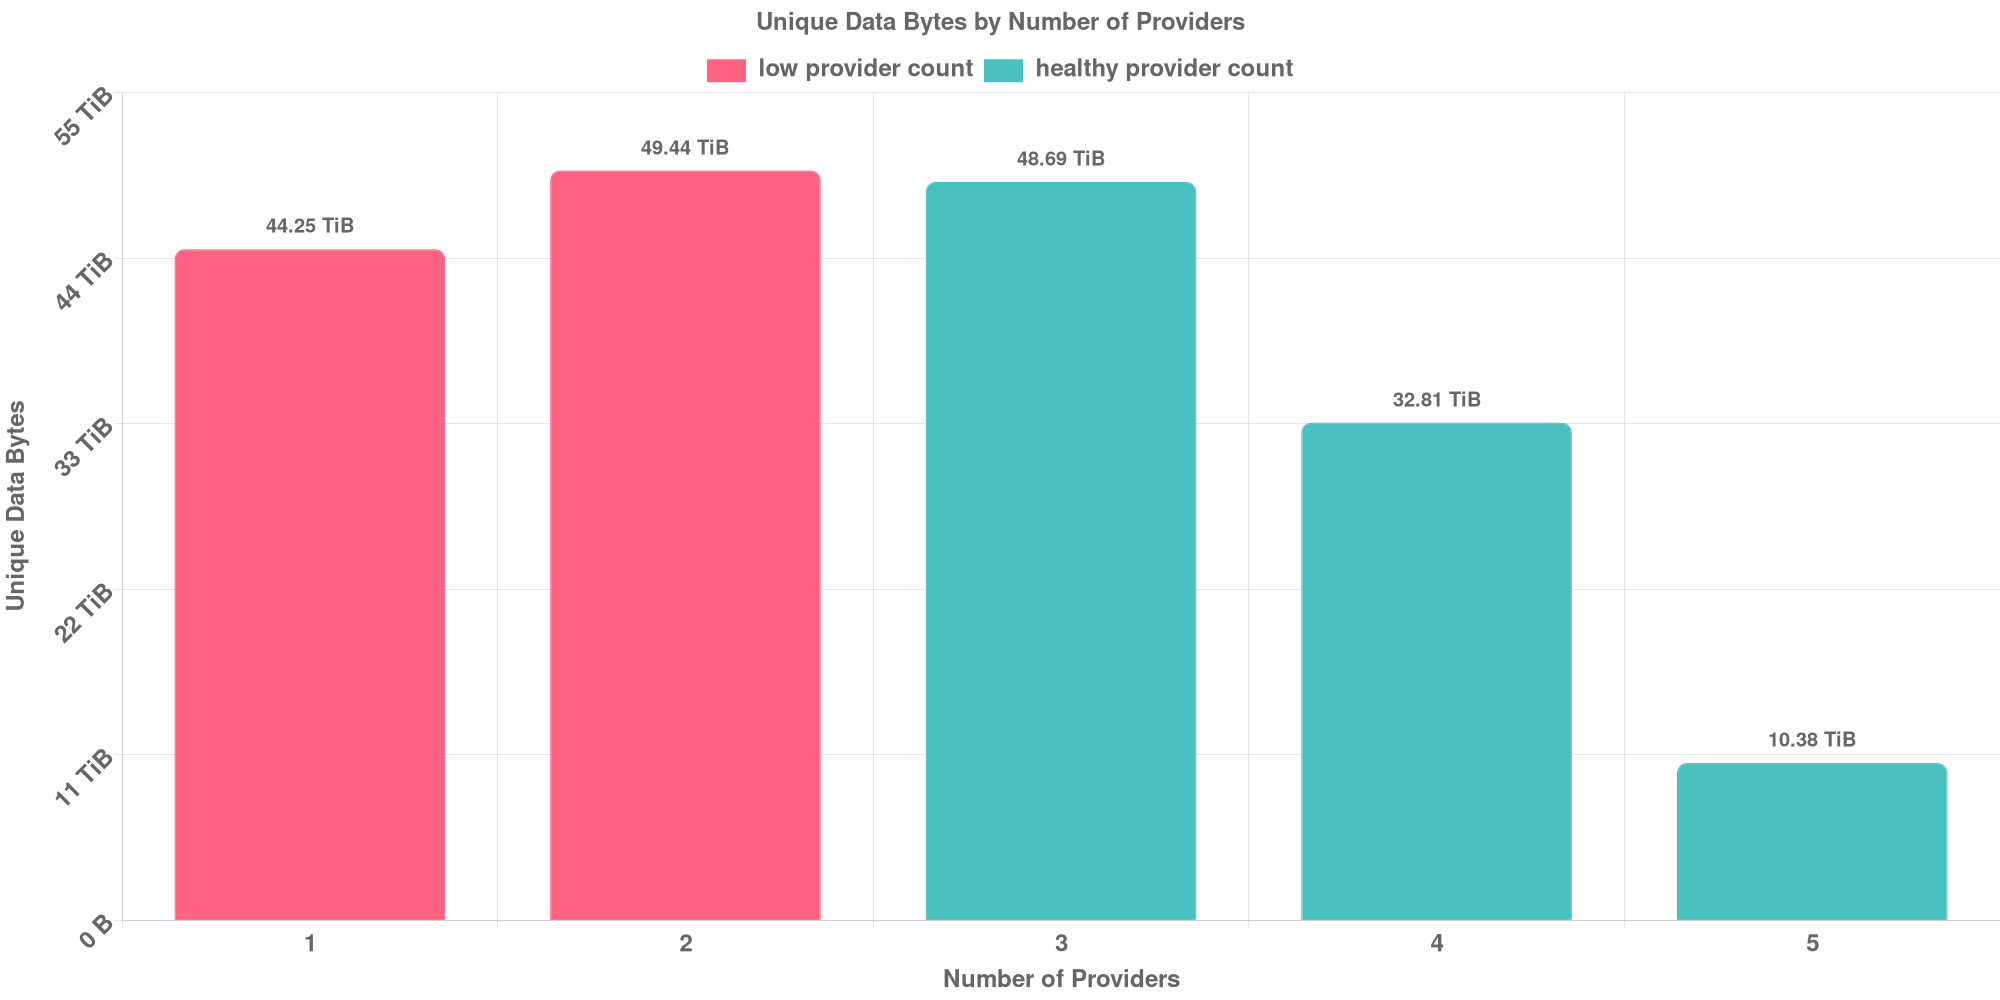 Unique Data Bytes by Number of Providers
low provider count
healthy provider count
Unique Data Bytes
55 TiB
44 TiB
33 TiB
22 TiB
11 TiB
0 B
44.25 TiB
49.44 TiB
48.69 TiB
32.81 TiB
10.38 TiB
1
2
3
4
5
Number of Providers